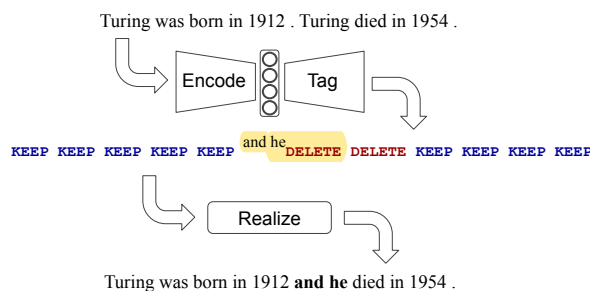 Turing was born in 1912 . Turing died in 1954 .
Encode Tag
KEEP KEEP KEEP KEEP KEEP and he DELETE DELETE KEEP KEEP KEEP KEEP
Realize
Turing was born in 1912 and he died in 1954 .